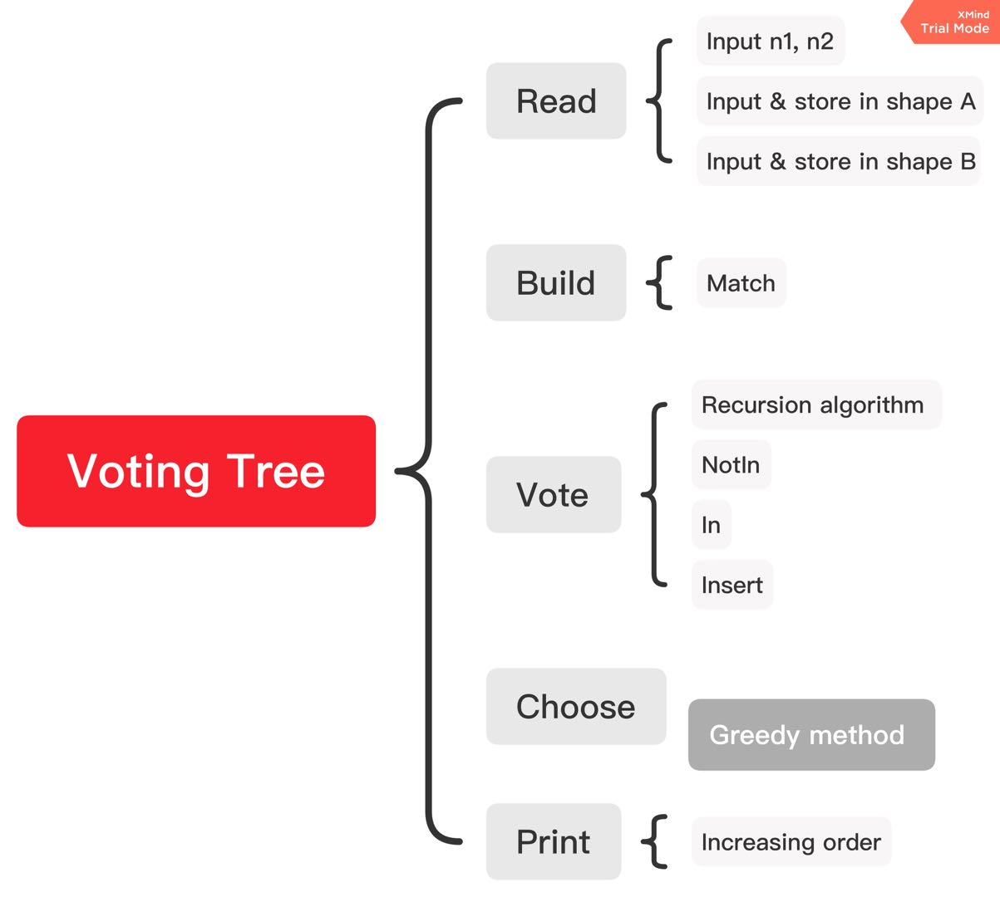 XMind
Trial Mode
Voting Tree
Read
Input n1, n2
Input & store in shape A
Input & store in shape B
Build
Match
Vote
Recursion algorithm
NotIn
In
Insert
Choose
Greedy method
Print
Increasing order